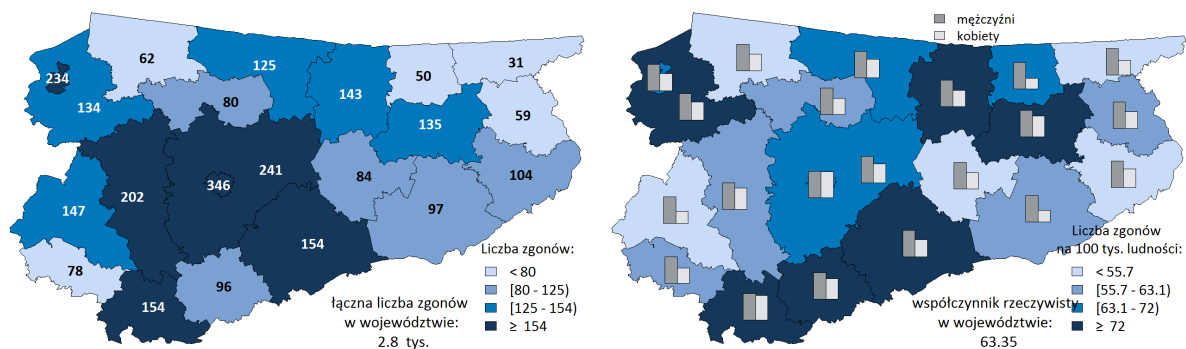 62
125
50
31
234
134
80
143
135
59
241
346
202
84
104
147
97
154
78
96
154
Liczba zgonów:
< 80
[80 - 125)
[125 - 154)
≥ 154
łączna liczba zgonów
w województwie:
2.8 tys.
mężczyźni
kobiety
Liczba zgonów
na 100 tys. ludności:
< 55.7
[55.7 - 63.1)
[63.1 - 72)
≥ 72
współczynnik rzeczywisty
w województwie:
63.35